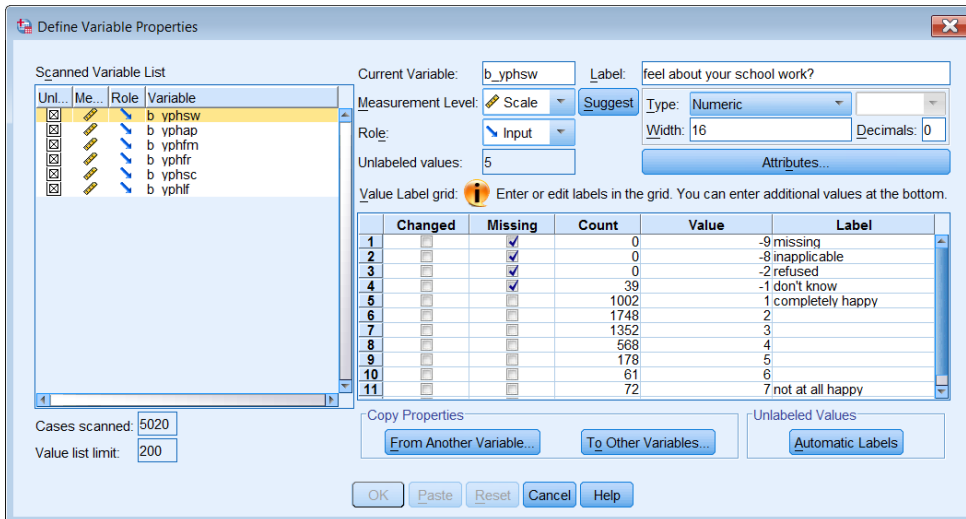 Define Variable Properties
Scanned Variable List
Unl... Me... Role Variable
b_yphsw
b_yphap
b_yphfm
b_yphfr
b_yphsc
b_yphlf
Cases scanned: 5020
Value list limit: 200
Current Variable: b_yphsw Label: feel about your school work?
Measurement Level: Scale Suggest Type: Numeric
Role: Input Width: 16 Decimals: 0
Unlabeled values: 5 Attributes...
Value Label grid: Enter or edit labels in the grid. You can enter additional values at the bottom.
Changed Missing Count Value Label
1 0 -9 missing
2 0 -8 inapplicable
3 0 -2 refused
4 39 -1 don't know
5 1002 1 completely happy
6 1748 2
7 1352 3
8 568 4
9 178 5
10 61 6
11 72 7 not at all happy
Copy Properties Unlabeled Values
From Another Variable... To Other Variables... Automatic Labels
OK Paste Reset Cancel Help